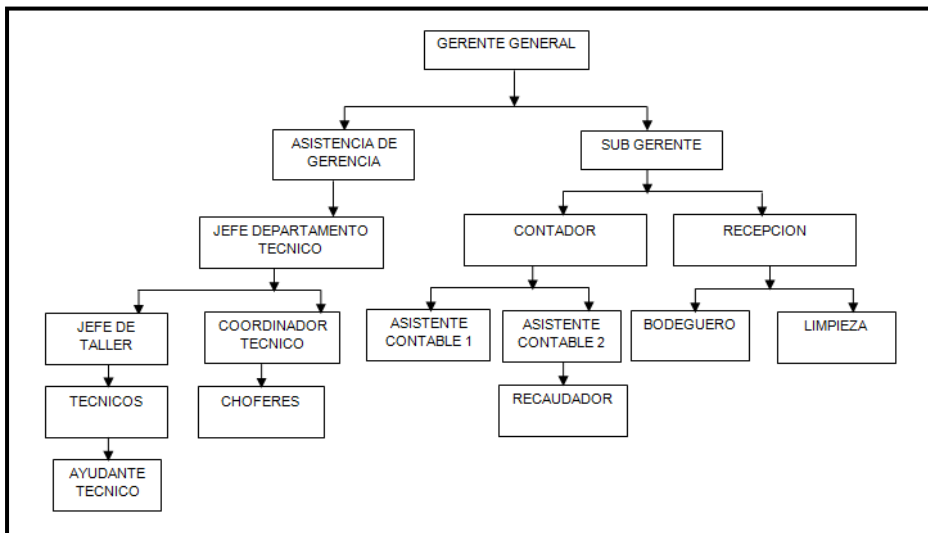 GERENTE GENERAL
ASISTENCIA DE
GERENCIA
SUB GERENTE
JEFE DEPARTAMENTO
TECNICO
CONTADOR
RECEPCION
JEFE DE
TALLER
COORDINADOR
TECNICO
ASISTENTE
CONTABLE 1
ASISTENTE
CONTABLE 2
BODEGUERO
LIMPIEZA
TECNICOS
CHOFERES
RECAUDADOR
AYUDANTE
TECNICO